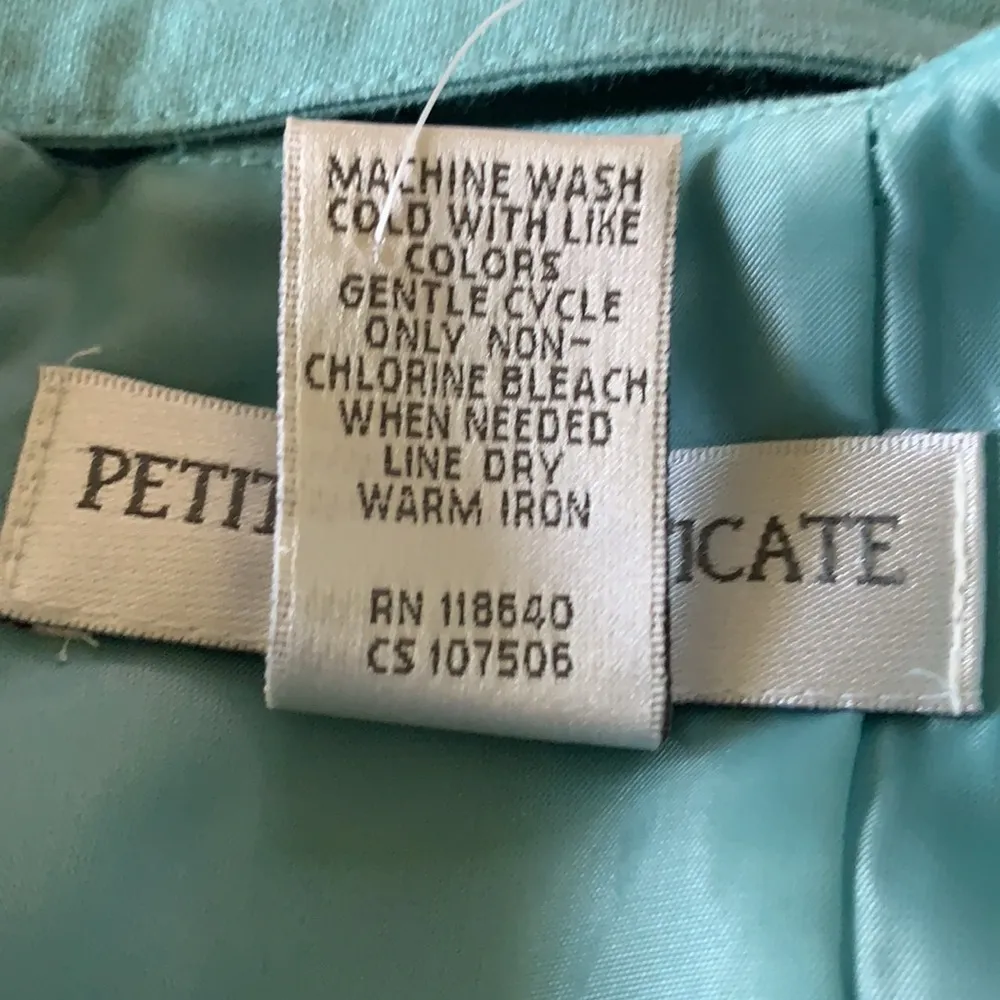 MACHINE WASH
COLD WITH LIKE
COLORS
GENTLE CYCLE
ONLY NON-
CHLORINE BLEACH
WHEN NEEDED
LINE DRY
WARM IRON
RN 118640
CS 107506
PETIT
ICATE